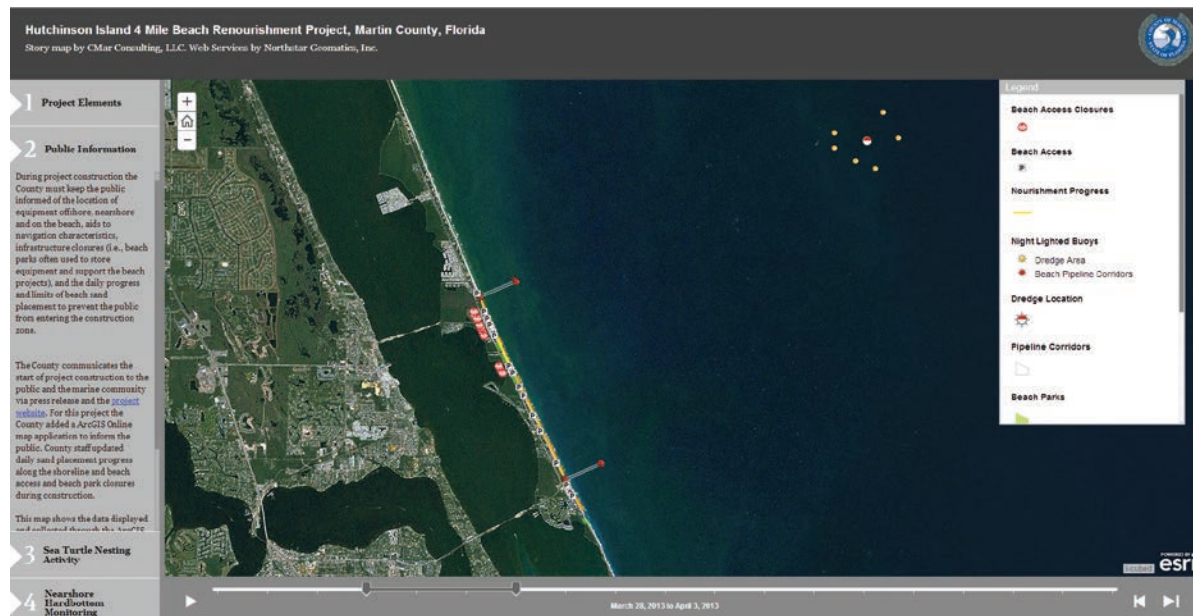 Hutchinson Island 4 Mile Beach Renourishment Project, Martin County, Florida
Story map by CMar Consulting, LLC. Web Services by Northstar Geomatics, Inc.
1 Project Elements
2 Public Information
During project construction the
County must keep the public
informed of the location of
equipment offshore, nearshore
and on the beach, aids to
navigation characteristics,
infrastructure closures (i.e., beach
parks often used to store
equipment and support the beach
projects), and the daily progress
and limits of beach sand
placement to prevent the public
from entering the construction
zone.
The County communicates the
start of project construction to the
public and the marine community
via press release and the project
website. For this project the
County added a ArcGIS Online
map application to inform the
public. County staff updated
daily sand placement progress
along the shoreline and beach
access and beach park closures
during construction.
This map shows the data displayed
and collected through the ArcGIS
3 Sea Turtle Nesting
Activity
4 Nearshore
Hardbottom
Monitoring
+
−
Legend
Beach Access Closures
Beach Access
Nourishment Progress
Night Lighted Buoys
Dredge Area
Beach Pipeline Corridors
Dredge Location
Pipeline Corridors
Beach Parks
POWERED BY
esri
March 28, 2013 to April 3, 2013